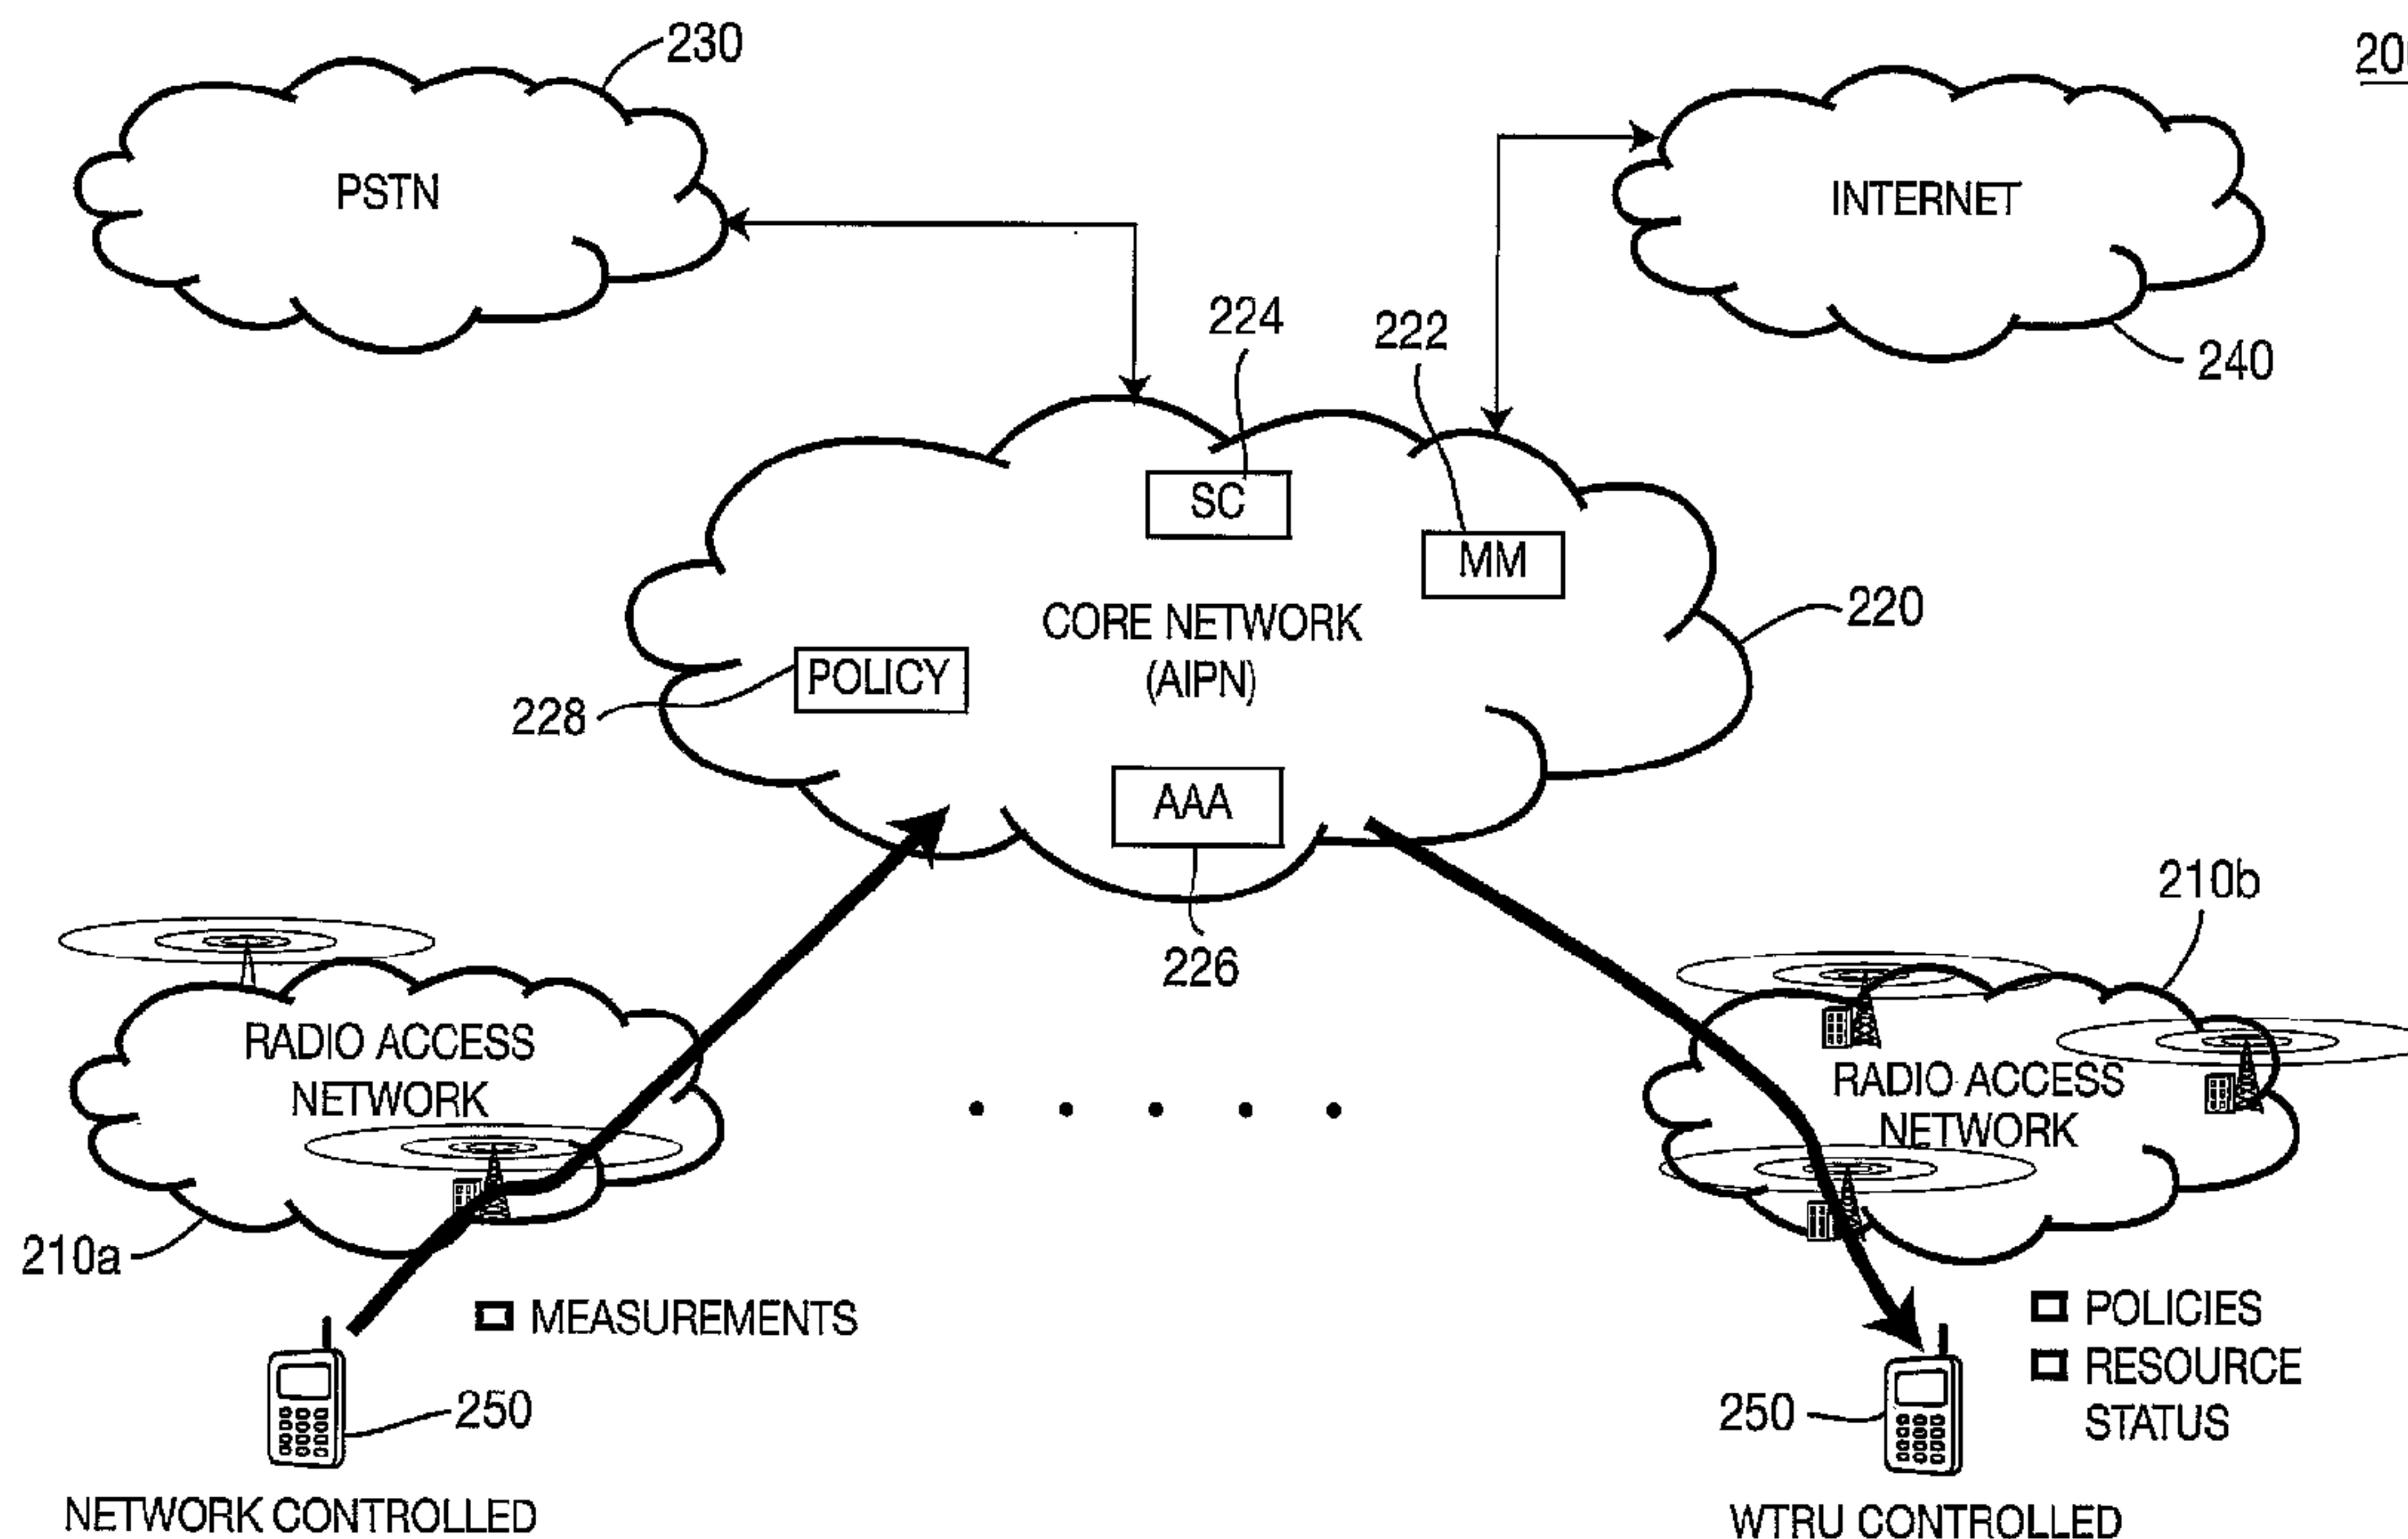 230
20
PSTN
INTERNET
224
222
240
SC
MM
CORE NETWORK
(AIPN)
220
POLICY
228
AAA
210b
226
RADIO ACCESS
NETWORK
RADIO ACCESS
NETWORK
210a
MEASUREMENTS
POLICIES
RESOURCE
STATUS
250
250
NETWORK CONTROLLED
WTRU CONTROLLED